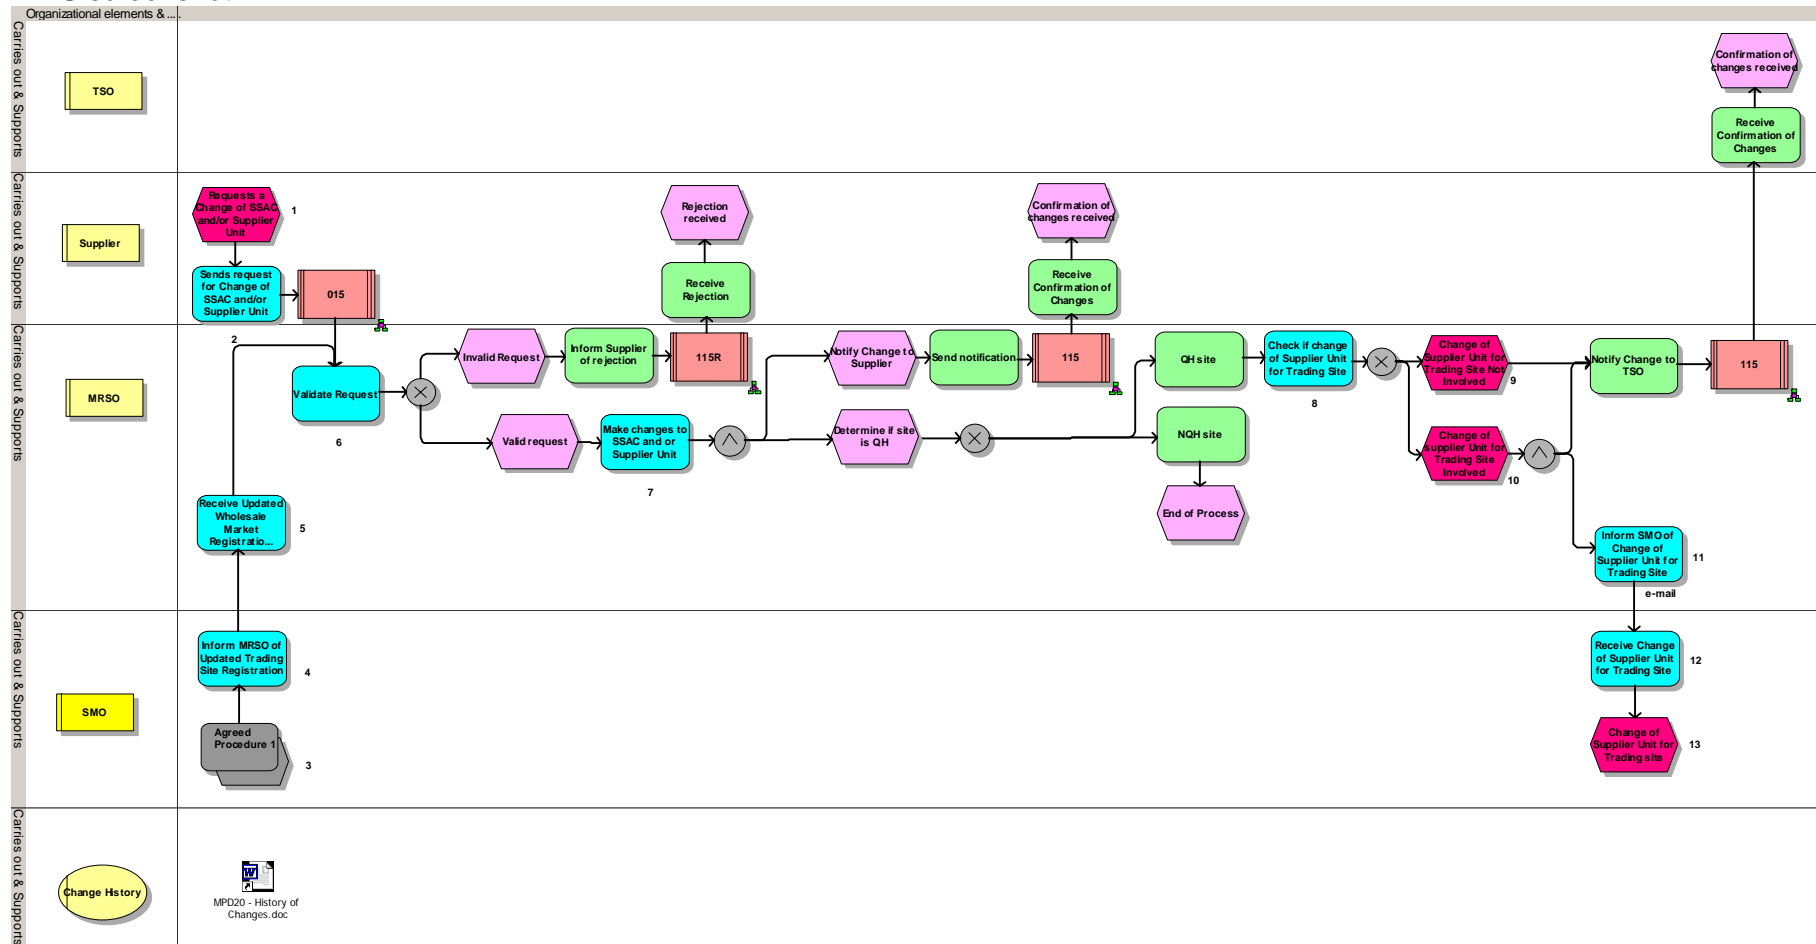 Organizational elements & ....
Carries out & Supports
TSO
Confirmation of
changes received
Receive
Confirmation of
Changes
Carries out & Supports
Supplier
Requests a
Change of SSAC
and/or Supplier
Unit
1
Sends request
for Change of
SSAC and/or
Supplier Unit
015
2
Rejection
received
Receive
Rejection
Confirmation of
changes received
Receive
Confirmation of
Changes
Carries out & Supports
MRSO
Validate Request
6
Invalid Request
Inform Supplier
of rejection
115R
Valid request
Make changes to
SSAC and or
Supplier Unit
7
Notify Change to
Supplier
Send notification
115
Determine if site
is QH
QH site
NQH site
End of Process
Check if change
of Supplier Unit
for Trading Site
8
Change of
Supplier Unit for
Trading Site Not
Involved
9
Change of
supplier Unit for
Trading Site
Involved
10
Notify Change to
TSO
115
Receive Updated
Wholesale
Market
Registratio...
5
Inform SMO of
Change of
Supplier Unit for
Trading Site
11
e-mail
Carries out & Supports
SMO
Inform MRSO of
Updated Trading
Site Registration
4
Agreed
Procedure 1
3
Receive Change
of Supplier Unit
for Trading Site
12
Change of
Supplier Unit for
Trading site
13
Carries out & Supports
Change History
MPD20 - History of
Changes.doc